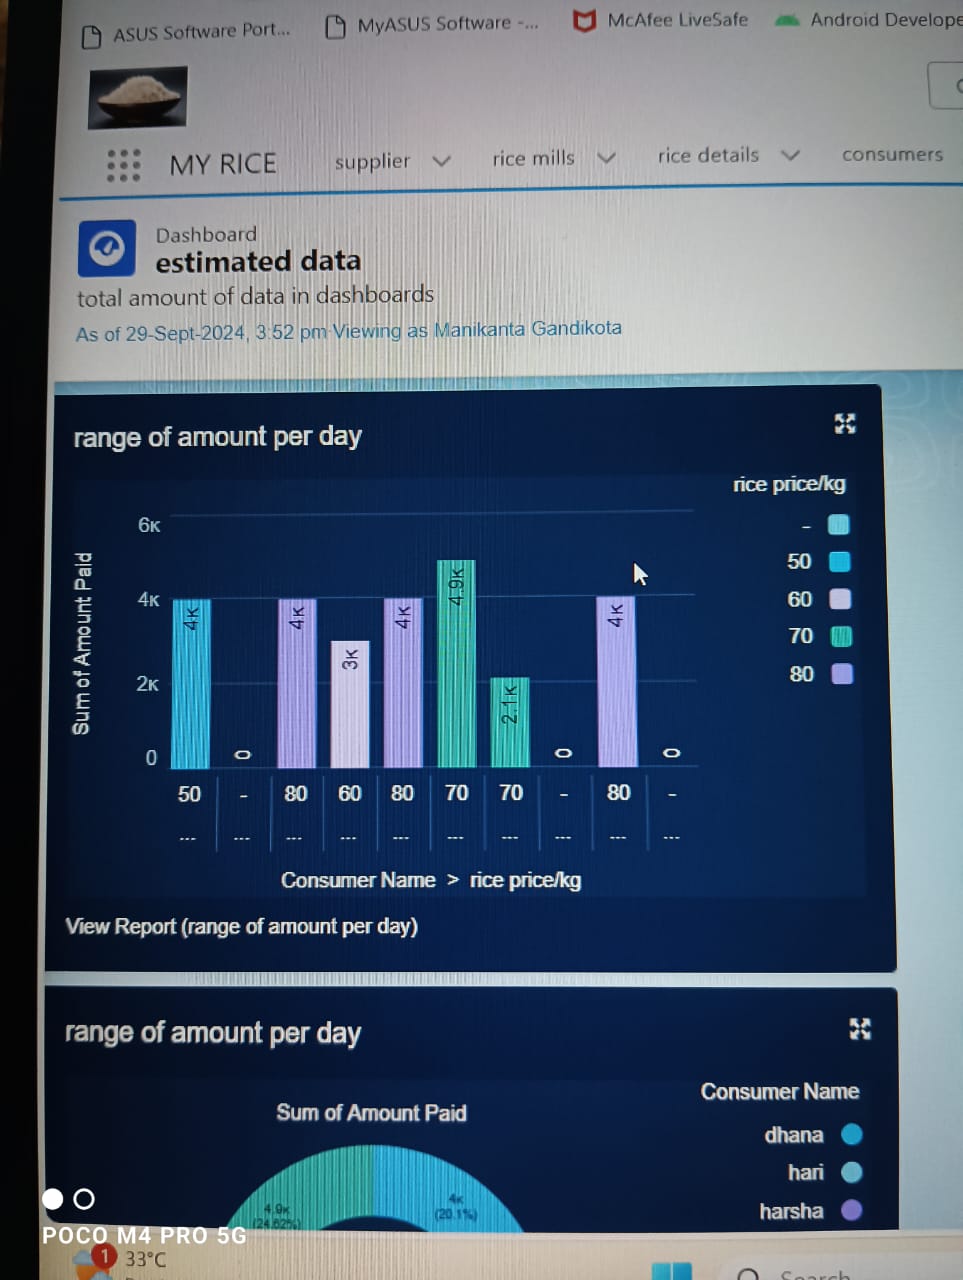 ASUS Software Port...
MyASUS Software -...
McAfee LiveSafe
Android Develope
MY RICE
supplier
rice mills
rice details
consumers
Dashboard
estimated data
total amount of data in dashboards
As of 29-Sept-2024, 3:52 pm·Viewing as Manikanta Gandikota
range of amount per day
rice price/kg
-
50
60
70
80
Sum of Amount Paid
6K
4K
2K
0
4K
0
4K
3K
4K
4.9K
2.1K
0
4K
0
50 - 80 60 80 70 70 - 80 -
... ... ... ... ... ... ... ... ... ...
Consumer Name > rice price/kg
View Report (range of amount per day)
range of amount per day
Sum of Amount Paid
Consumer Name
dhana
hari
harsha
4.9K
(24.62%)
4K
(20.1%)
POCO M4 PRO 5G
1
33°C
Search